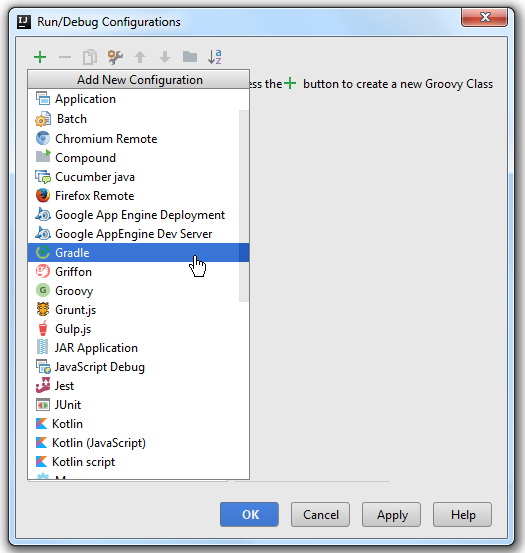 IJ Run/Debug Configurations
Add New Configuration
ess the + button to create a new Groovy Class
Application
Batch
Chromium Remote
Compound
Cucumber java
Firefox Remote
Google App Engine Deployment
Google AppEngine Dev Server
Gradle
Griffon
Groovy
Grunt.js
Gulp.js
JAR Application
JavaScript Debug
Jest
JUnit
Kotlin
Kotlin (JavaScript)
Kotlin script
OK Cancel Apply Help